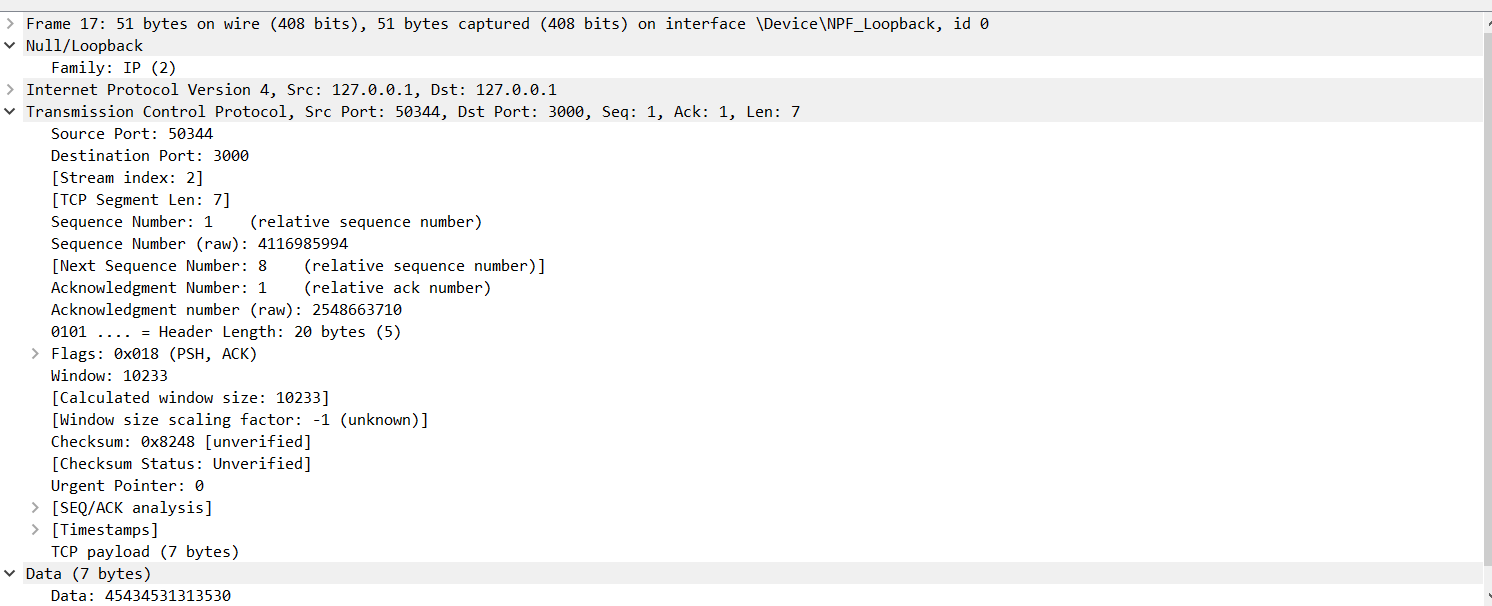 Frame 17: 51 bytes on wire (408 bits), 51 bytes captured (408 bits) on interface \Device\NPF_Loopback, id 0
Null/Loopback
Family: IP (2)
Internet Protocol Version 4, Src: 127.0.0.1, Dst: 127.0.0.1
Transmission Control Protocol, Src Port: 50344, Dst Port: 3000, Seq: 1, Ack: 1, Len: 7
Source Port: 50344
Destination Port: 3000
[Stream index: 2]
[TCP Segment Len: 7]
Sequence Number: 1    (relative sequence number)
Sequence Number (raw): 4116985994
[Next Sequence Number: 8    (relative sequence number)]
Acknowledgment Number: 1    (relative ack number)
Acknowledgment number (raw): 2548663710
0101 .... = Header Length: 20 bytes (5)
Flags: 0x018 (PSH, ACK)
Window: 10233
[Calculated window size: 10233]
[Window size scaling factor: -1 (unknown)]
Checksum: 0x8248 [unverified]
[Checksum Status: Unverified]
Urgent Pointer: 0
[SEQ/ACK analysis]
[Timestamps]
TCP payload (7 bytes)
Data (7 bytes)
Data: 45434531313530